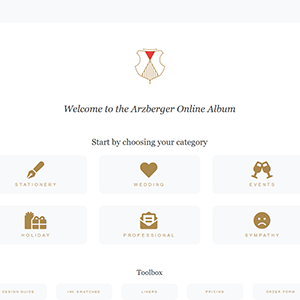 Welcome to the Arzberger Online Album
Start by choosing your category
STATIONERY
WEDDING
EVENTS
HOLIDAY
PROFESSIONAL
SYMPATHY
Toolbox
DESIGN GUIDE
INK SWATCHES
LINERS
PRICING
ORDER FORM